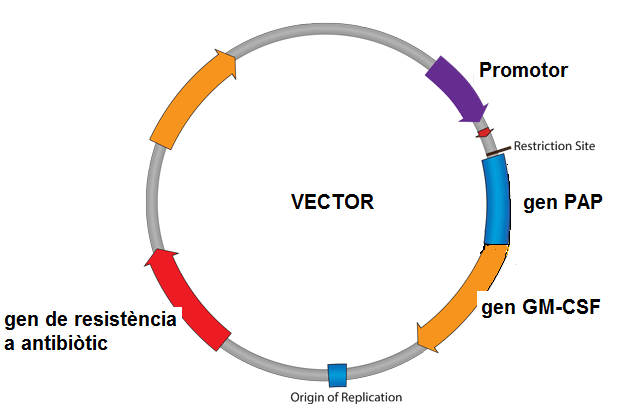 Promotor
Restriction Site
VECTOR
gen PAP
gen GM-CSF
gen de resistència
a antibiòtic
Origin of Replication